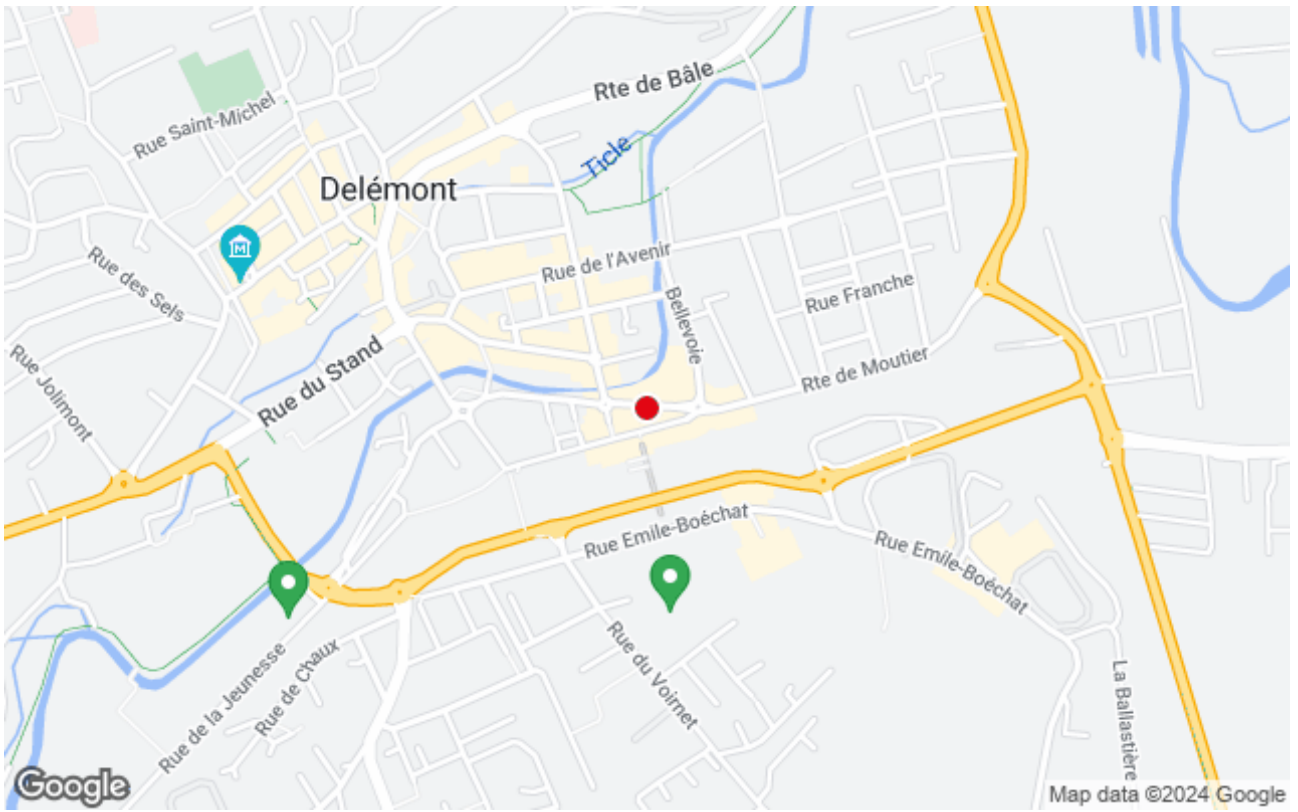 Rte de Bâle
Rue Saint-Michel
Ticle
Delémont
M
Rue de l'Avenir
Rue des Sels
Bellevoie
Rue Franche
Rue Jolimont
Rue du Stand
Rte de Moutier
Rue Emile-Boéchat
Rue Emile-Boéchat
Rue du Voirnet
Rue de la Jeunesse
Rue de Chaux
La Ballastière
Google
Map data ©2024 Google